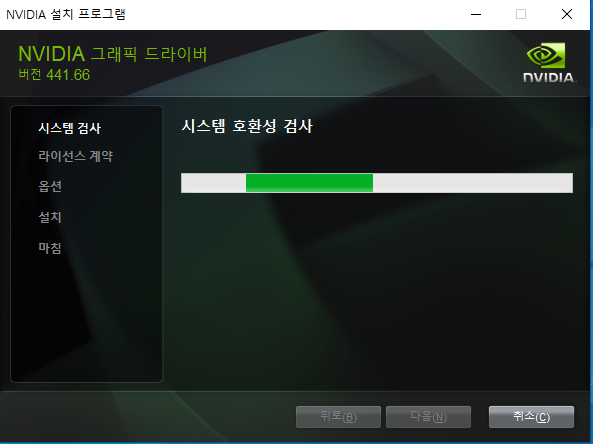 NVIDIA 설치 프로그램
NVIDIA 그래픽 드라이버
버전 441.66
NVIDIA.
시스템 검사
라이선스 계약
옵션
설치
마침
시스템 호환성 검사
뒤로(B)
다음(N)
취소(C)